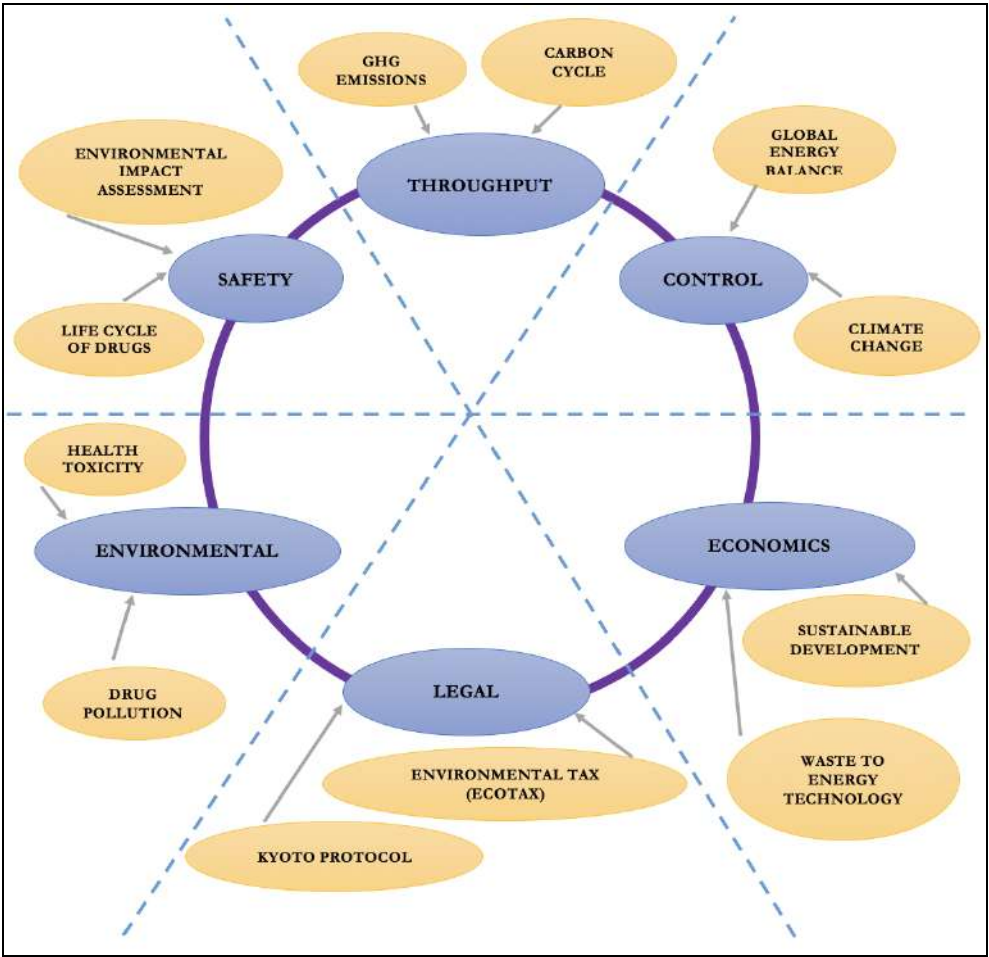 GHG
EMISSIONS
CARBON
CYCLE
THROUGHPUT
GLOBAL
ENERGY
BALANCE
CONTROL
CLIMATE
CHANGE
ENVIRONMENTAL
IMPACT
ASSESSMENT
SAFETY
LIFE CYCLE
OF DRUGS
HEALTH
TOXICITY
ENVIRONMENTAL
DRUG
POLLUTION
ECONOMICS
SUSTAINABLE
DEVELOPMENT
WASTE TO
ENERGY
TECHNOLOGY
LEGAL
ENVIRONMENTAL TAX
(ECOTAX)
KYOTO PROTOCOL